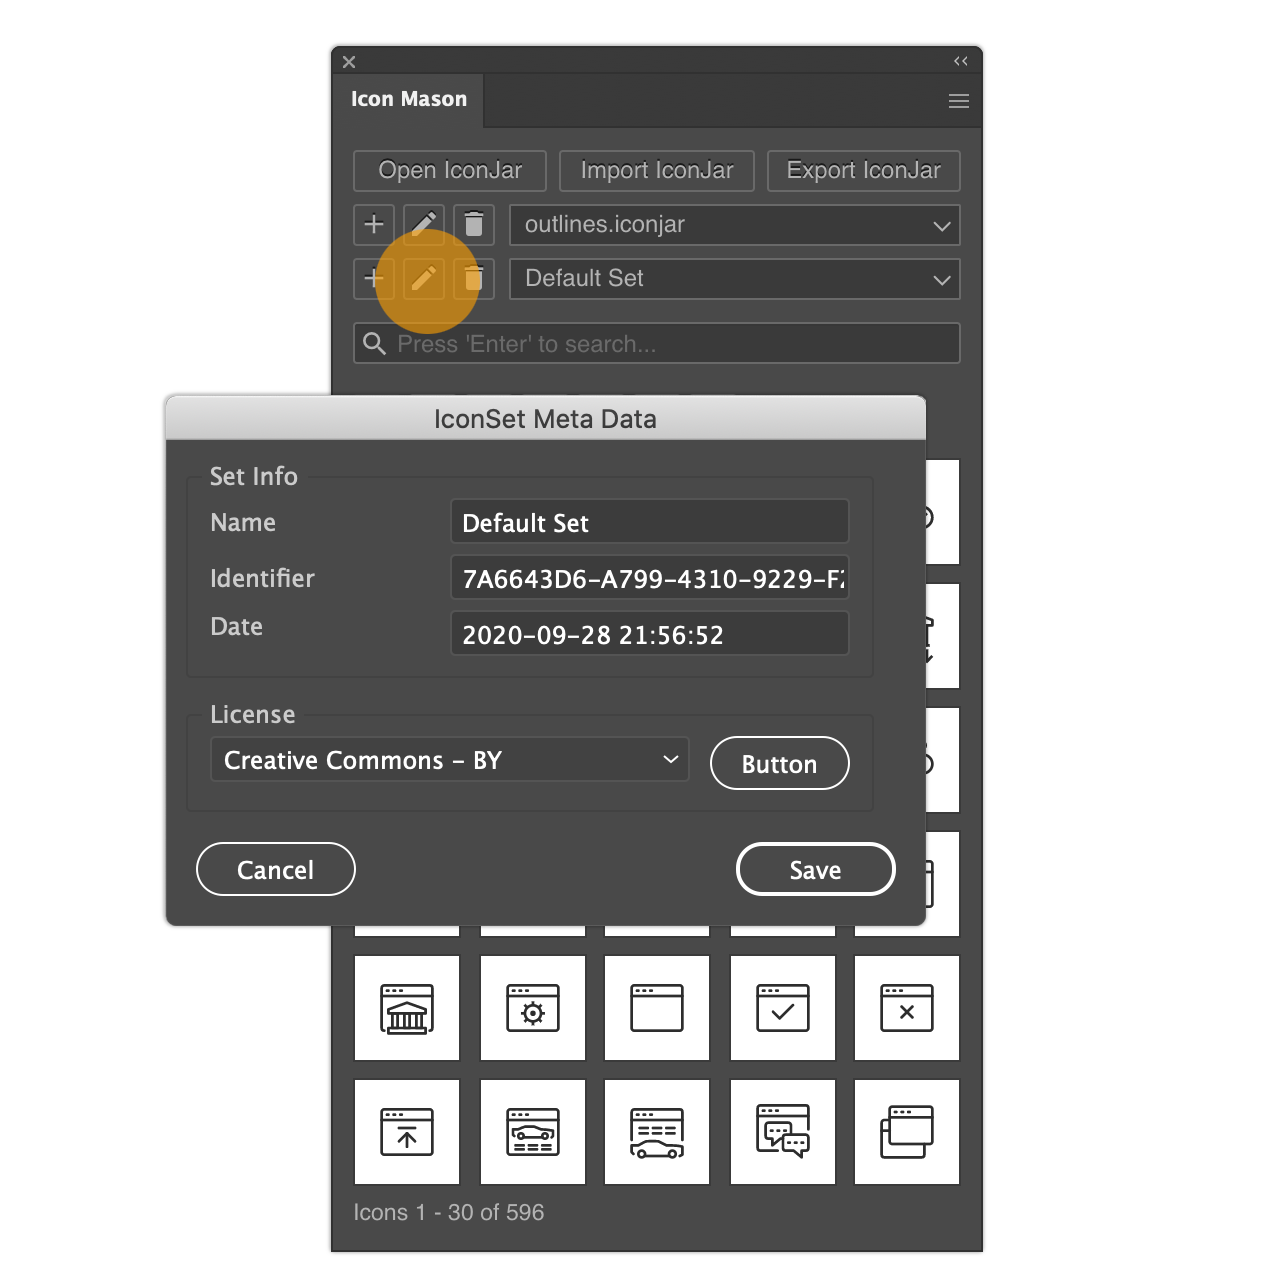 Icon Mason
Open IconJar
Import IconJar
Export IconJar
outlines.iconjar
Default Set
Press 'Enter' to search...
IconSet Meta Data
Set Info
Name
Default Set
Identifier
7A6643D6-A799-4310-9229-F2
Date
2020-09-28 21:56:52
License
Creative Commons - BY
Button
Cancel
Save
Icons 1 - 30 of 596